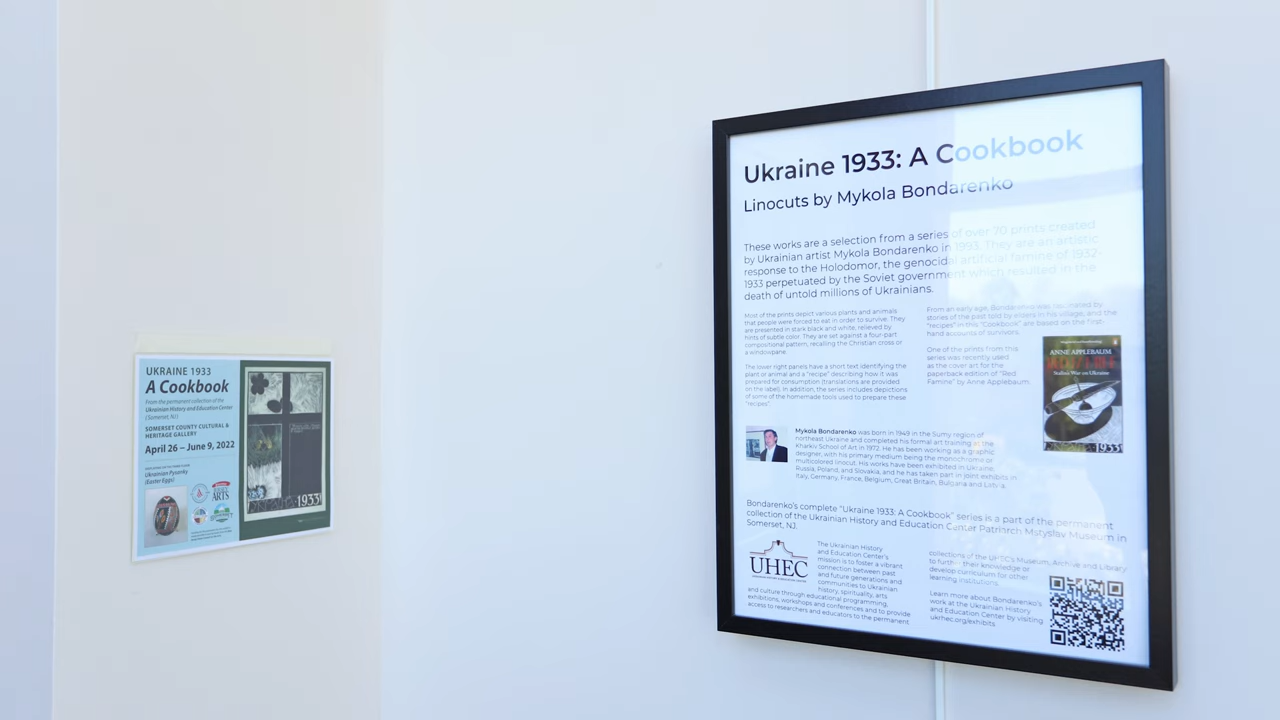 UKRAINE 1933
A Cookbook
From the permanent collection of the
Ukrainian History and Education Center
(Somerset, NJ)
SOMERSET COUNTY CULTURAL &
HERITAGE GALLERY
April 26 – June 9, 2022
Ukrainian Pysanky
(Easter Eggs)
ARTS
1933
Ukraine 1933: A Cookbook
Linocuts by Mykola Bondarenko
These works are a selection from a series of over 70 prints created
by Ukrainian artist Mykola Bondarenko in 1993. They are an artistic
response to the Holodomor, the genocidal artificial famine of 1932-
1933 perpetuated by the Soviet government which resulted in the
death of untold millions of Ukrainians.
Most of the prints depict various plants and animals
that people were forced to eat in order to survive. They
are presented in stark black and white, relieved by
hints of subtle color. They are set against a four-part
compositional pattern, recalling the Christian cross or
a windowpane.
The lower right panels have a short text identifying the
plant or animal and a "recipe" describing how it was
prepared for consumption (translations are provided
on the label). In addition, the series includes depictions
of some of the homemade tools used to prepare these
"recipes".
From an early age, Bondarenko was fascinated by
stories of the past told by elders in his village, and the
"recipes" in this "Cookbook" are based on the first-
hand accounts of survivors.
One of the prints from this
series was recently used
as the cover art for the
paperback edition of "Red
Famine" by Anne Applebaum.
ANNE APPLEBAUM
RED FAMINE
Stalin's War on Ukraine
1933
Mykola Bondarenko was born in 1949 in the Sumy region of
northeast Ukraine and completed his formal art training at the
Kharkiv School of Art in 1972. He has been working as a graphic
designer, with his primary medium being the monochrome or
multicolored linocut. His works have been exhibited in Ukraine,
Russia, Poland, and Slovakia, and he has taken part in joint exhibits in
Italy, Germany, France, Belgium, Great Britain, Bulgaria and Latvia.
Bondarenko's complete "Ukraine 1933: A Cookbook" series is a part of the permanent
collection of the Ukrainian History and Education Center Patriarch Mstyslav Museum in
Somerset, NJ.
UHEC
The Ukrainian History
and Education Center's
mission is to foster a vibrant
connection between past
and future generations and
communities to Ukrainian
history, spirituality, arts
and culture through educational programming,
exhibitions, workshops and conferences and to provide
access to researchers and educators to the permanent
collections of the UHEC's Museum, Archive and Library
to further their knowledge or
develop curriculum for other
learning institutions.
Learn more about Bondarenko's
work at the Ukrainian History
and Education Center by visiting
ukrhec.org/exhibits.